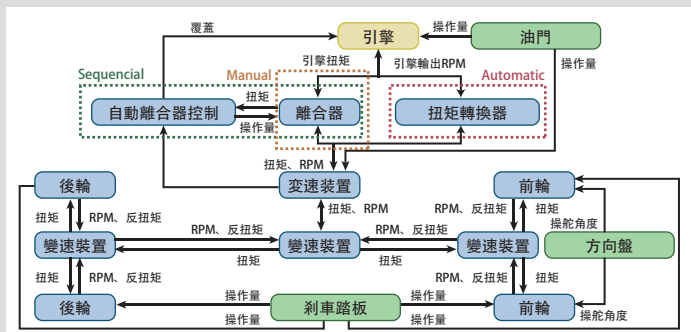 覆蓋
引擎
操作量
油門
引擎扭矩
引擎輸出RPM
操作量
Sequencial
Manual
Automatic
自動離合器控制
扭矩
操作量
離合器
扭矩轉換器
扭矩、RPM
後輪
変速装置
前輪
扭矩
RPM、反扭矩
扭矩、RPM
RPM、反扭矩
扭矩
操舵角度
變速裝置
RPM、反扭矩
扭矩
變速裝置
RPM、反扭矩
扭矩
變速裝置
方向盤
扭矩
RPM、反扭矩
RPM、反扭矩
扭矩
後輪
操作量
操作量
剎車踏板
操作量
操作量
前輪
操舵角度